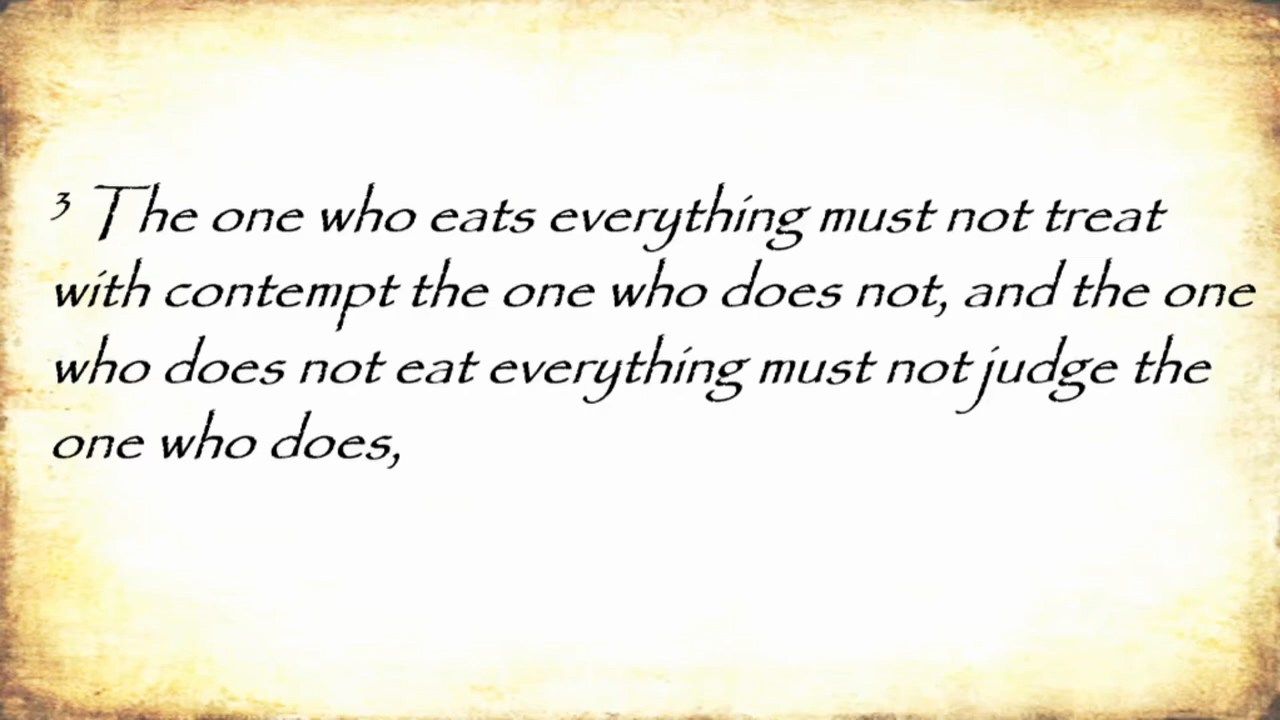 ³ The one who eats everything must not treat
with contempt the one who does not, and the one
who does not eat everything must not judge the
one who does,